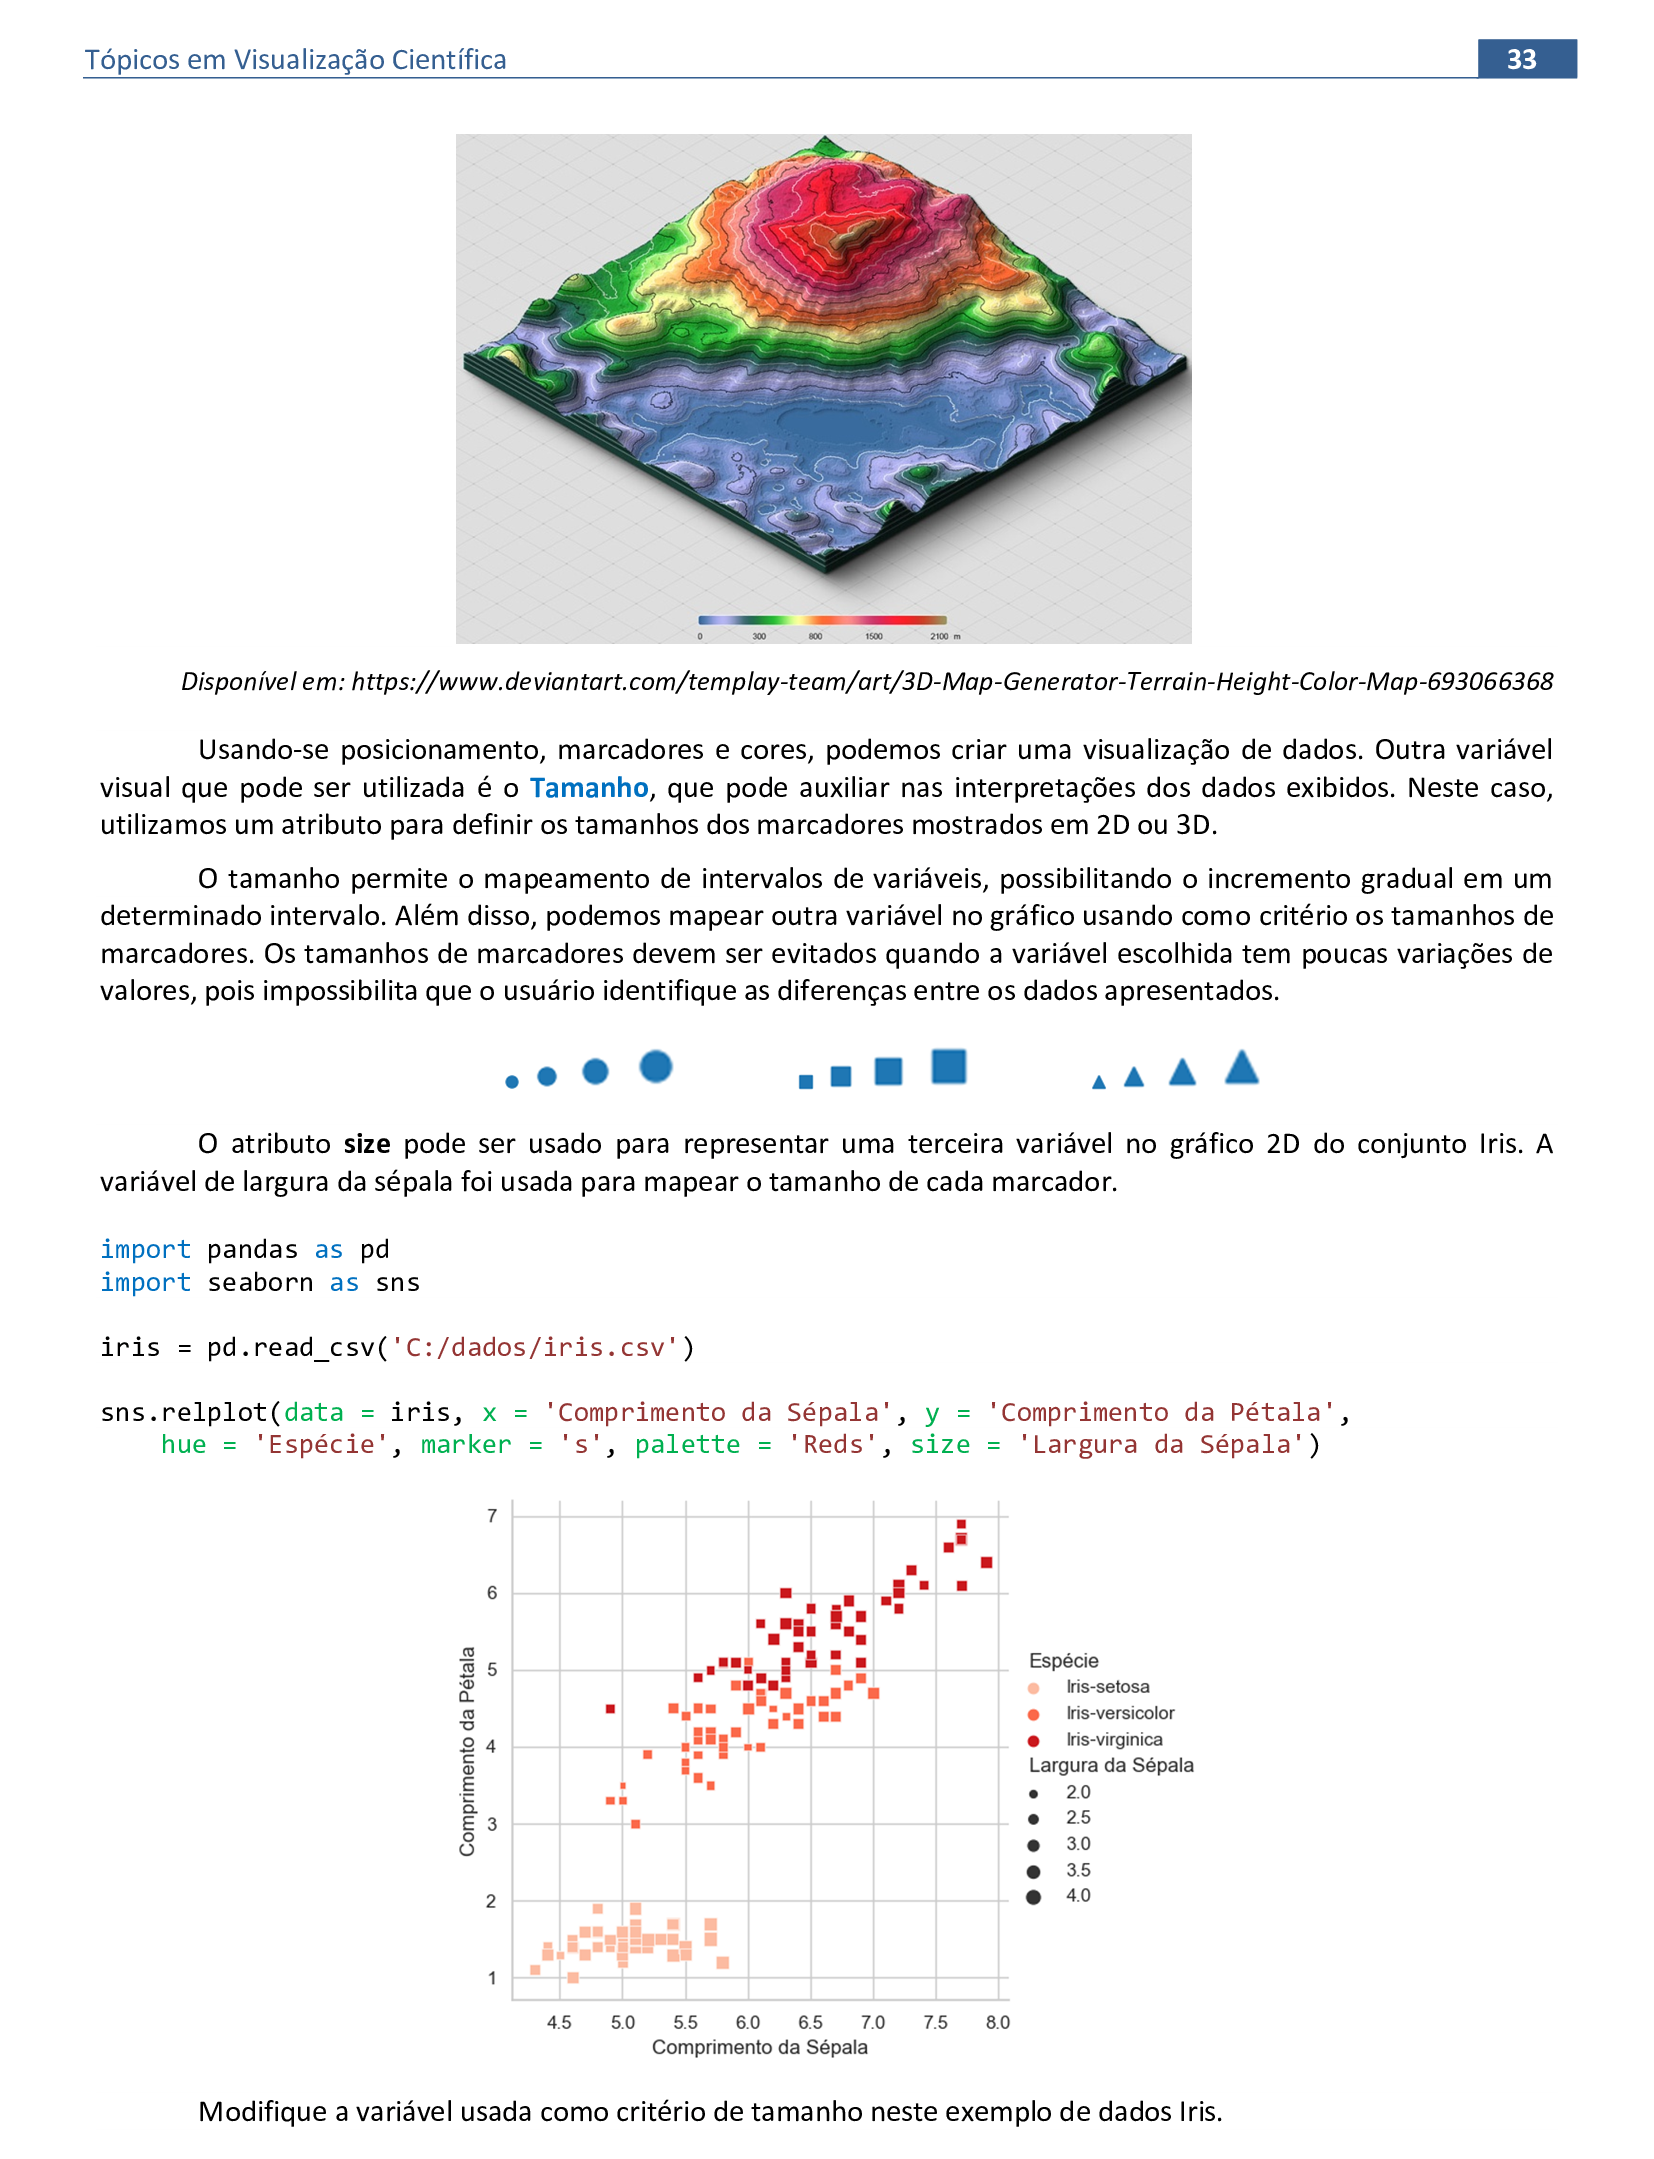 Tópicos em Visualização Científica 33
0 300 800 1500 2100 m
Disponível em: https://www.deviantart.com/templay-team/art/3D-Map-Generator-Terrain-Height-Color-Map-693066368
Usando-se posicionamento, marcadores e cores, podemos criar uma visualização de dados. Outra variável
visual que pode ser utilizada é o Tamanho, que pode auxiliar nas interpretações dos dados exibidos. Neste caso,
utilizamos um atributo para definir os tamanhos dos marcadores mostrados em 2D ou 3D.
O tamanho permite o mapeamento de intervalos de variáveis, possibilitando o incremento gradual em um
determinado intervalo. Além disso, podemos mapear outra variável no gráfico usando como critério os tamanhos de
marcadores. Os tamanhos de marcadores devem ser evitados quando a variável escolhida tem poucas variações de
valores, pois impossibilita que o usuário identifique as diferenças entre os dados apresentados.
O atributo size pode ser usado para representar uma terceira variável no gráfico 2D do conjunto Iris. A
variável de largura da sépala foi usada para mapear o tamanho de cada marcador.
import pandas as pd
import seaborn as sns
iris = pd.read_csv('C:/dados/iris.csv')
sns.relplot(data = iris, x = 'Comprimento da Sépala', y = 'Comprimento da Pétala',
hue = 'Espécie', marker = 's', palette = 'Reds', size = 'Largura da Sépala')
7
6
5
4
3
2
1
Comprimento da Pétala
4.5 5.0 5.5 6.0 6.5 7.0 7.5 8.0
Comprimento da Sépala
Espécie
Iris-setosa
Iris-versicolor
Iris-virginica
Largura da Sépala
2.0
2.5
3.0
3.5
4.0
Modifique a variável usada como critério de tamanho neste exemplo de dados Iris.